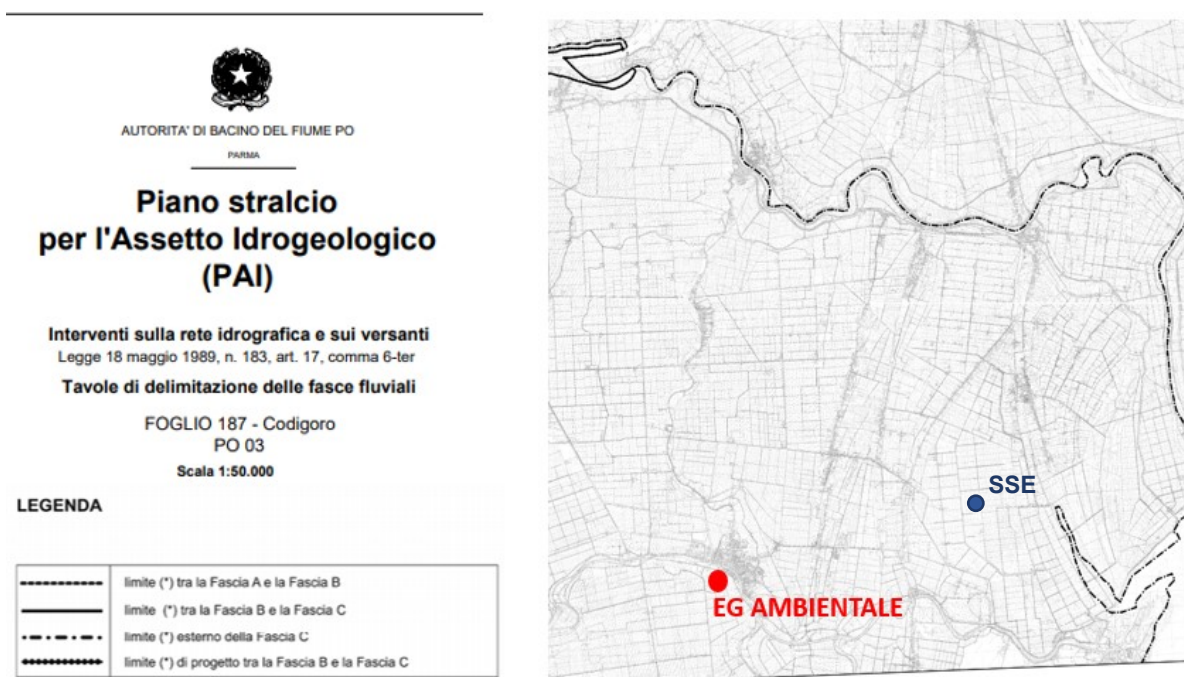 AUTORITA' DI BACINO DEL FIUME PO
PARMA
Piano stralcio
per l'Assetto Idrogeologico
(PAI)
Interventi sulla rete idrografica e sui versanti
Legge 18 maggio 1989, n. 183, art. 17, comma 6-ter
Tavole di delimitazione delle fasce fluviali
FOGLIO 187 - Codigoro
PO 03
Scala 1:50.000
LEGENDA
limite (*) tra la Fascia A e la Fascia B
limite (*) tra la Fascia B e la Fascia C
limite (*) esterno della Fascia C
limite (*) di progetto tra la Fascia B e la Fascia C
SSE
EG AMBIENTALE